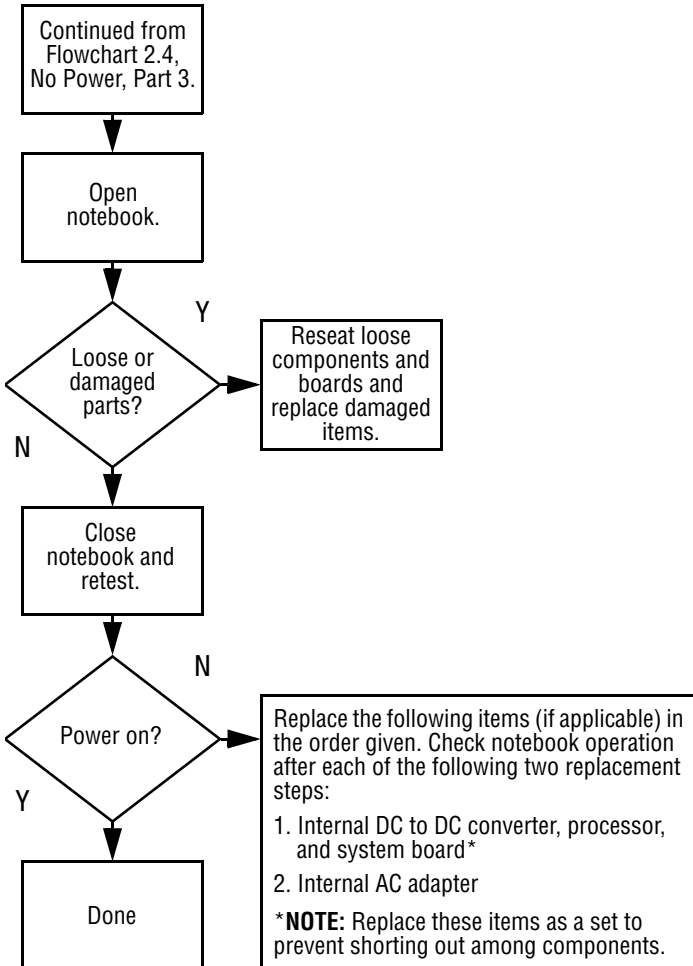 Continued from
Flowchart 2.4,
No Power, Part 3.
Open
notebook.
Y
Loose or
damaged
parts?
Reseat loose
components and
boards and
replace damaged
items.
N
Close
notebook and
retest.
N
Power on?
Replace the following items (if applicable) in
the order given. Check notebook operation
after each of the following two replacement
steps:
1. Internal DC to DC converter, processor,
and system board*
2. Internal AC adapter
*NOTE: Replace these items as a set to
prevent shorting out among components.
Y
Done